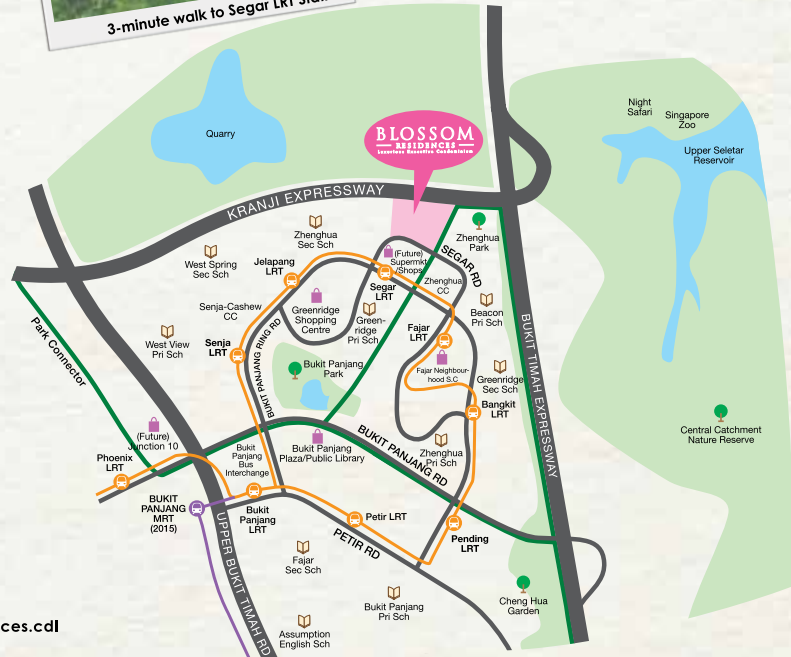 3-minute walk to Segar LRT
Night
Safari
Singapore
Zoo
Quarry
BLOSSOM
RESIDENCES
Luxurious Executive Condominium
Upper Seletar
Reservoir
KRANJI EXPRESSWAY
Zhenghua
Sec Sch
Zhenghua
Park
West Spring
Sec Sch
(Future)
Supermkt
/Shops
SEGAR RD
Jelapang
LRT
Segar
LRT
Zhenghua
CC
Senja-Cashew
CC
Greenridge
Shopping
Centre
Green-
ridge
Pri Sch
Beacon
Pri Sch
Park Connector
West View
Pri Sch
Senja
LRT
BUKIT PANJANG RING RD
Fajar
LRT
BUKIT TIMAH EXPRESSWAY
Bukit Panjang
Park
Fajar Neighbour-
hood S.C
Greenridge
Sec Sch
Bangkit
LRT
(Future)
Junction 10
Bukit
Panjang
Bus
Interchange
Bukit Panjang
Plaza/Public Library
BUKIT PANJANG RD
Zhenghua
Pri Sch
Central Catchment
Nature Reserve
Phoenix
LRT
BUKIT
PANJANG
MRT
(2015)
Bukit
Panjang
LRT
Petir LRT
PETIR RD
Pending
LRT
UPPER BUKIT TIMAH RD
Fajar
Sec Sch
Bukit Panjang
Pri Sch
Cheng Hua
Garden
ces.cdl
Assumption
English Sch